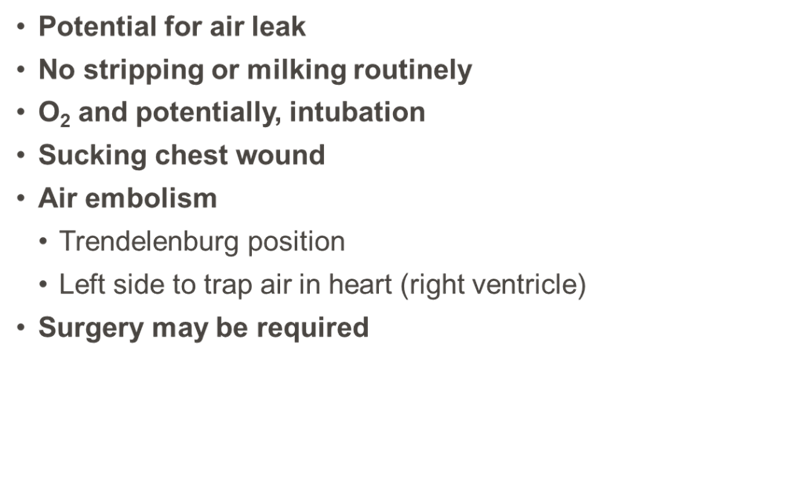 • Potential for air leak
• No stripping or milking routinely
• O₂ and potentially, intubation
• Sucking chest wound
• Air embolism
• Trendelenburg position
• Left side to trap air in heart (right ventricle)
• Surgery may be required